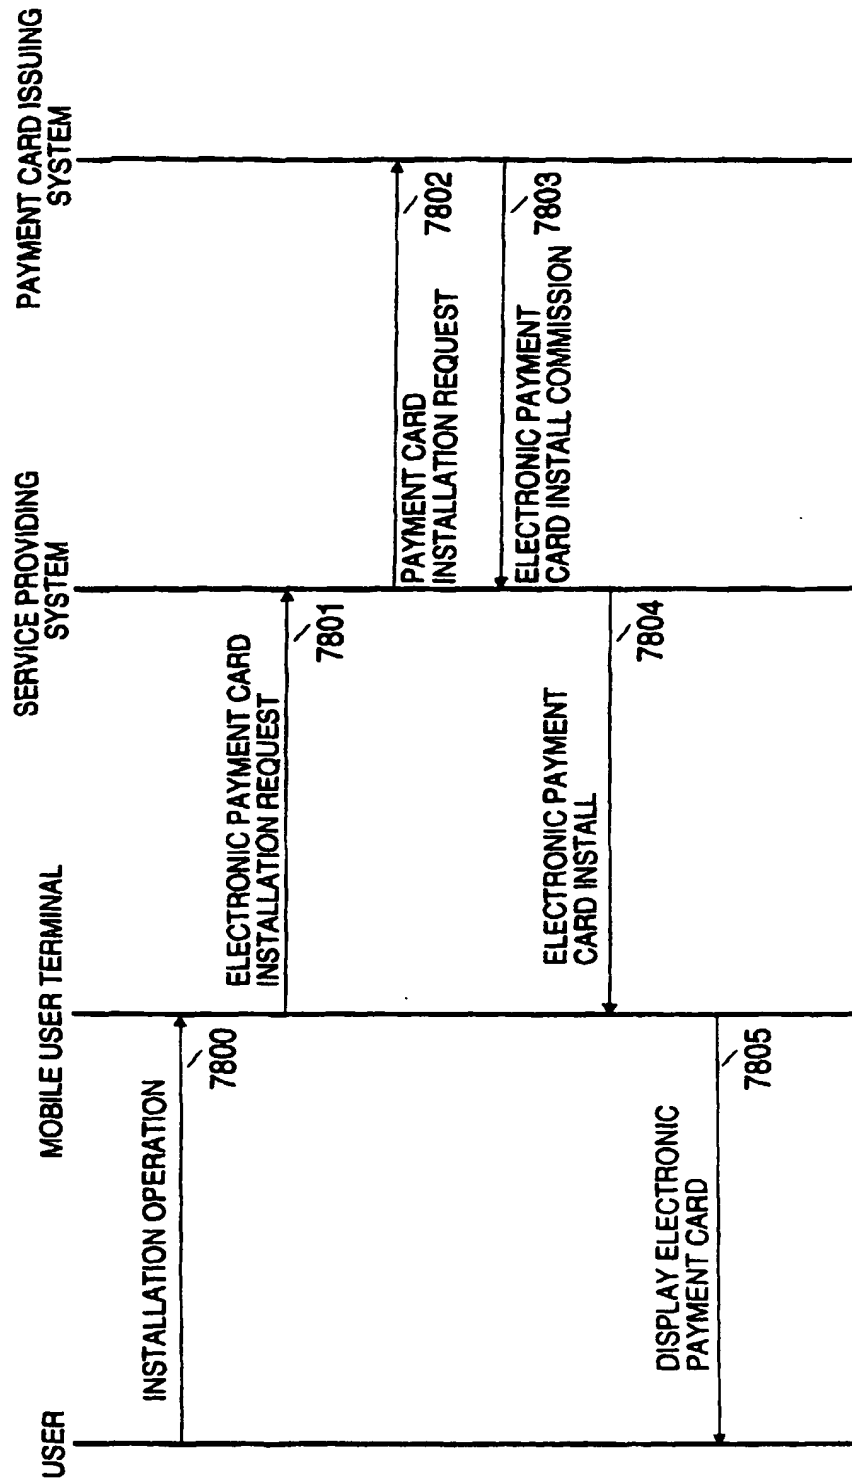 USER
MOBILE USER TERMINAL
SERVICE PROVIDING
SYSTEM
PAYMENT CARD ISSUING
SYSTEM
INSTALLATION OPERATION
7800
ELECTRONIC PAYMENT CARD
INSTALLATION REQUEST
7801
PAYMENT CARD
INSTALLATION REQUEST
7802
ELECTRONIC PAYMENT
CARD INSTALL COMMISSION
7803
ELECTRONIC PAYMENT
CARD INSTALL
7804
DISPLAY ELECTRONIC
PAYMENT CARD
7805